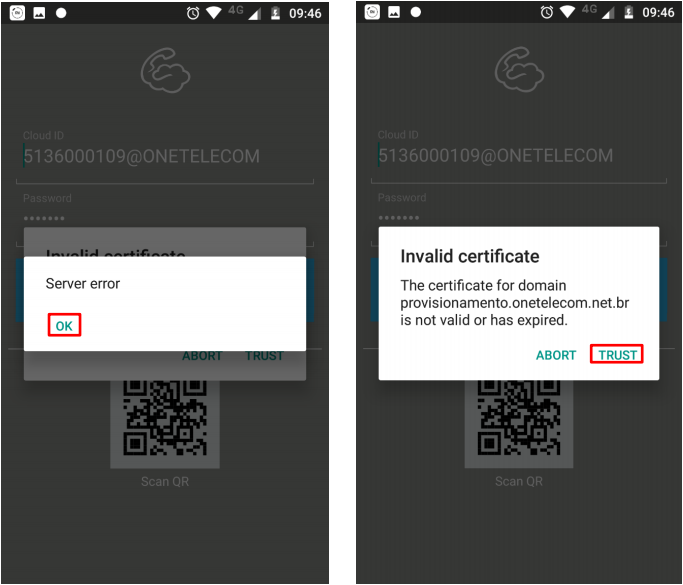 4G 09:46
Cloud ID
5136000109@ONETELECOM
Password
Invalid certificate
Server error
OK
ABORT TRUST
Scan QR
4G 09:46
Cloud ID
5136000109@ONETELECOM
Password
Invalid certificate
The certificate for domain
provisionamento.onetelecom.net.br
is not valid or has expired.
ABORT TRUST
Scan QR